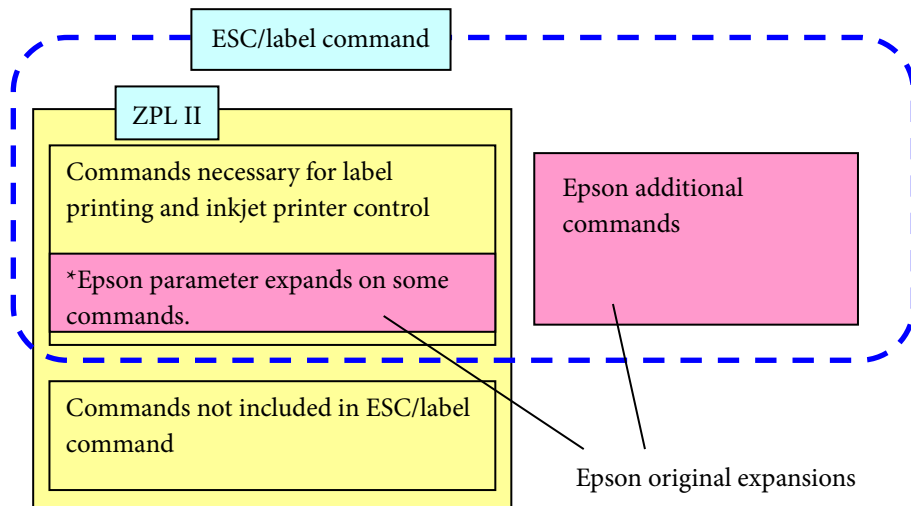 ESC/label command
ZPL II
Commands necessary for label
printing and inkjet printer control
*Epson parameter expands on some
commands.
Epson additional
commands
Commands not included in ESC/label
command
Epson original expansions